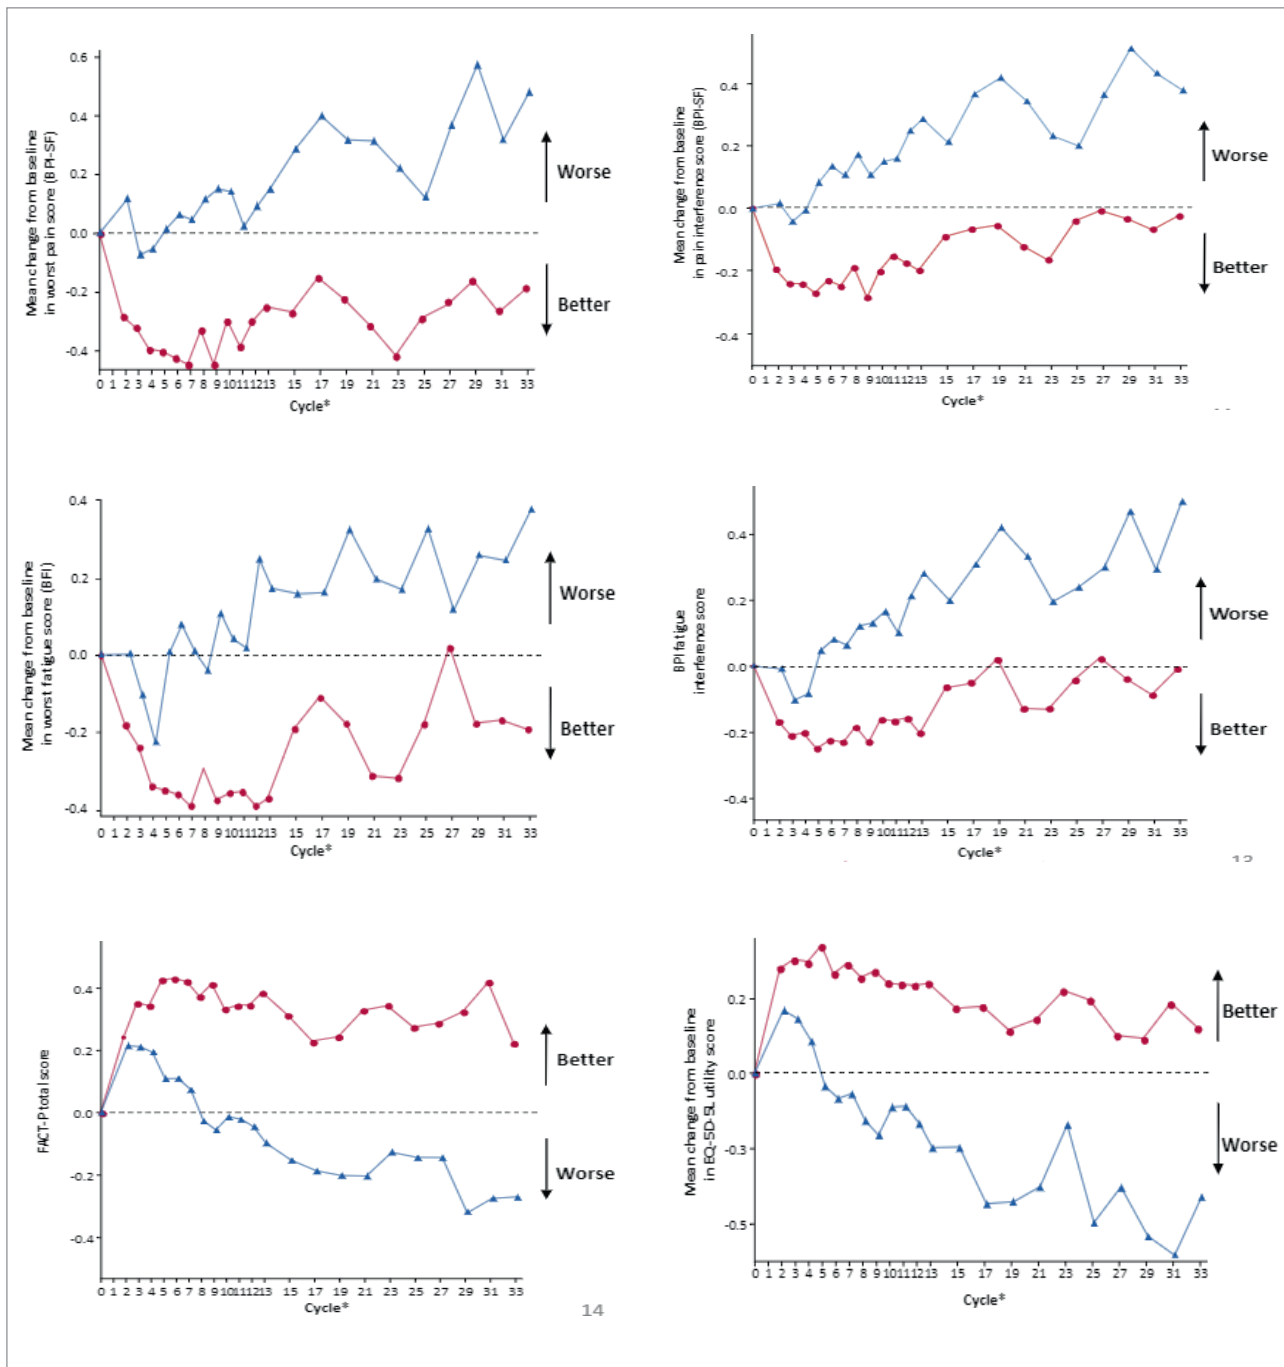 Mean change from baseline
in worst pain score (BPI-SF)
0.6
0.4
0.2
0.0
-0.2
-0.4
0 1 2 3 4 5 6 7 8 9 10 11 12 13 15 17 19 21 23 25 27 29 31 33
Cycle*
Worse
Better
Mean change from baseline
in pain interference score (BPI-SF)
0.4
0.2
0.0
-0.2
-0.4
0 1 2 3 4 5 6 7 8 9 10 11 12 13 15 17 19 21 23 25 27 29 31 33
Cycle*
Worse
Better
Mean change from baseline
in worst fatigue score (BFI)
0.4
0.2
0.0
-0.2
-0.4
0 1 2 3 4 5 6 7 8 9 10 11 12 13 15 17 19 21 23 25 27 29 31 33
Cycle*
Worse
Better
BPI fatigue
interference score
0.4
0.2
0.0
-0.2
-0.4
0 1 2 3 4 5 6 7 8 9 10 11 12 13 15 17 19 21 23 25 27 29 31 33
Cycle*
Worse
Better
FACT-P total score
0.4
0.2
0.0
-0.2
-0.4
0 1 2 3 4 5 6 7 8 9 10 11 12 13 15 17 19 21 23 25 27 29 31 33
Cycle*
Better
Worse
14
Mean change from baseline
in EQ-5D-5L utility score
0.2
0.0
-0.3
-0.5
0 1 2 3 4 5 6 7 8 9 10 11 12 13 15 17 19 21 23 25 27 29 31 33
Cycle*
Better
Worse